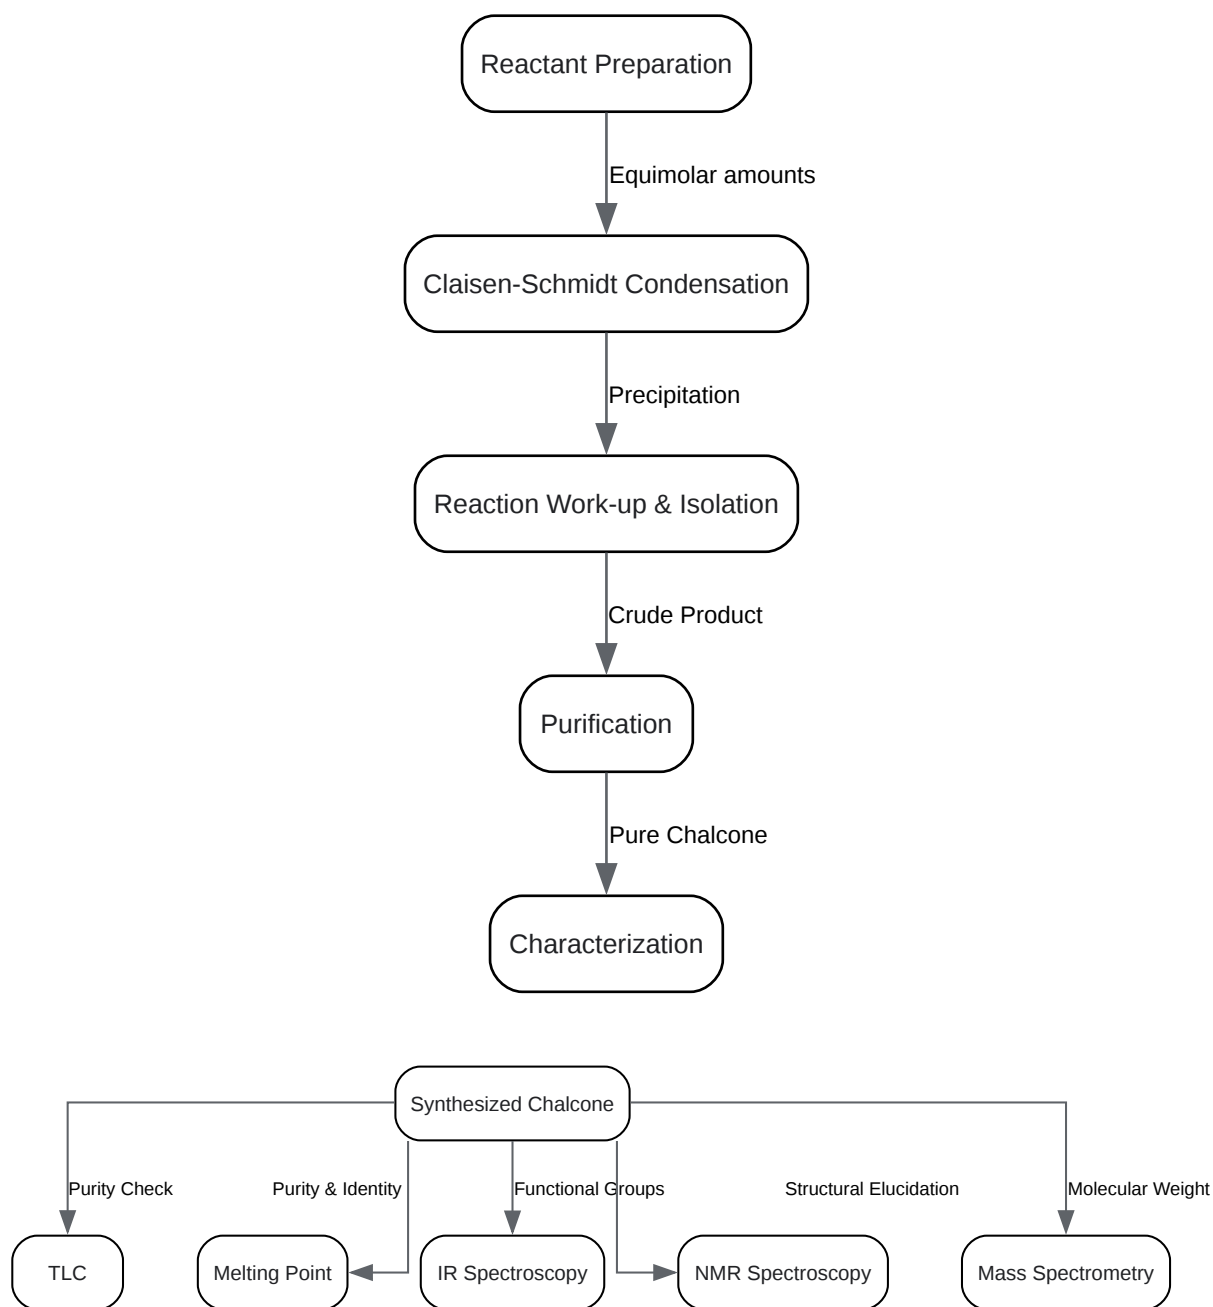 Reactant Preparation
Equimolar amounts
Claisen-Schmidt Condensation
Precipitation
Reaction Work-up & Isolation
Crude Product
Purification
Pure Chalcone
Characterization
Synthesized Chalcone
Purity Check
Purity & Identity
Functional Groups
Structural Elucidation
Molecular Weight
TLC
Melting Point
IR Spectroscopy
NMR Spectroscopy
Mass Spectrometry